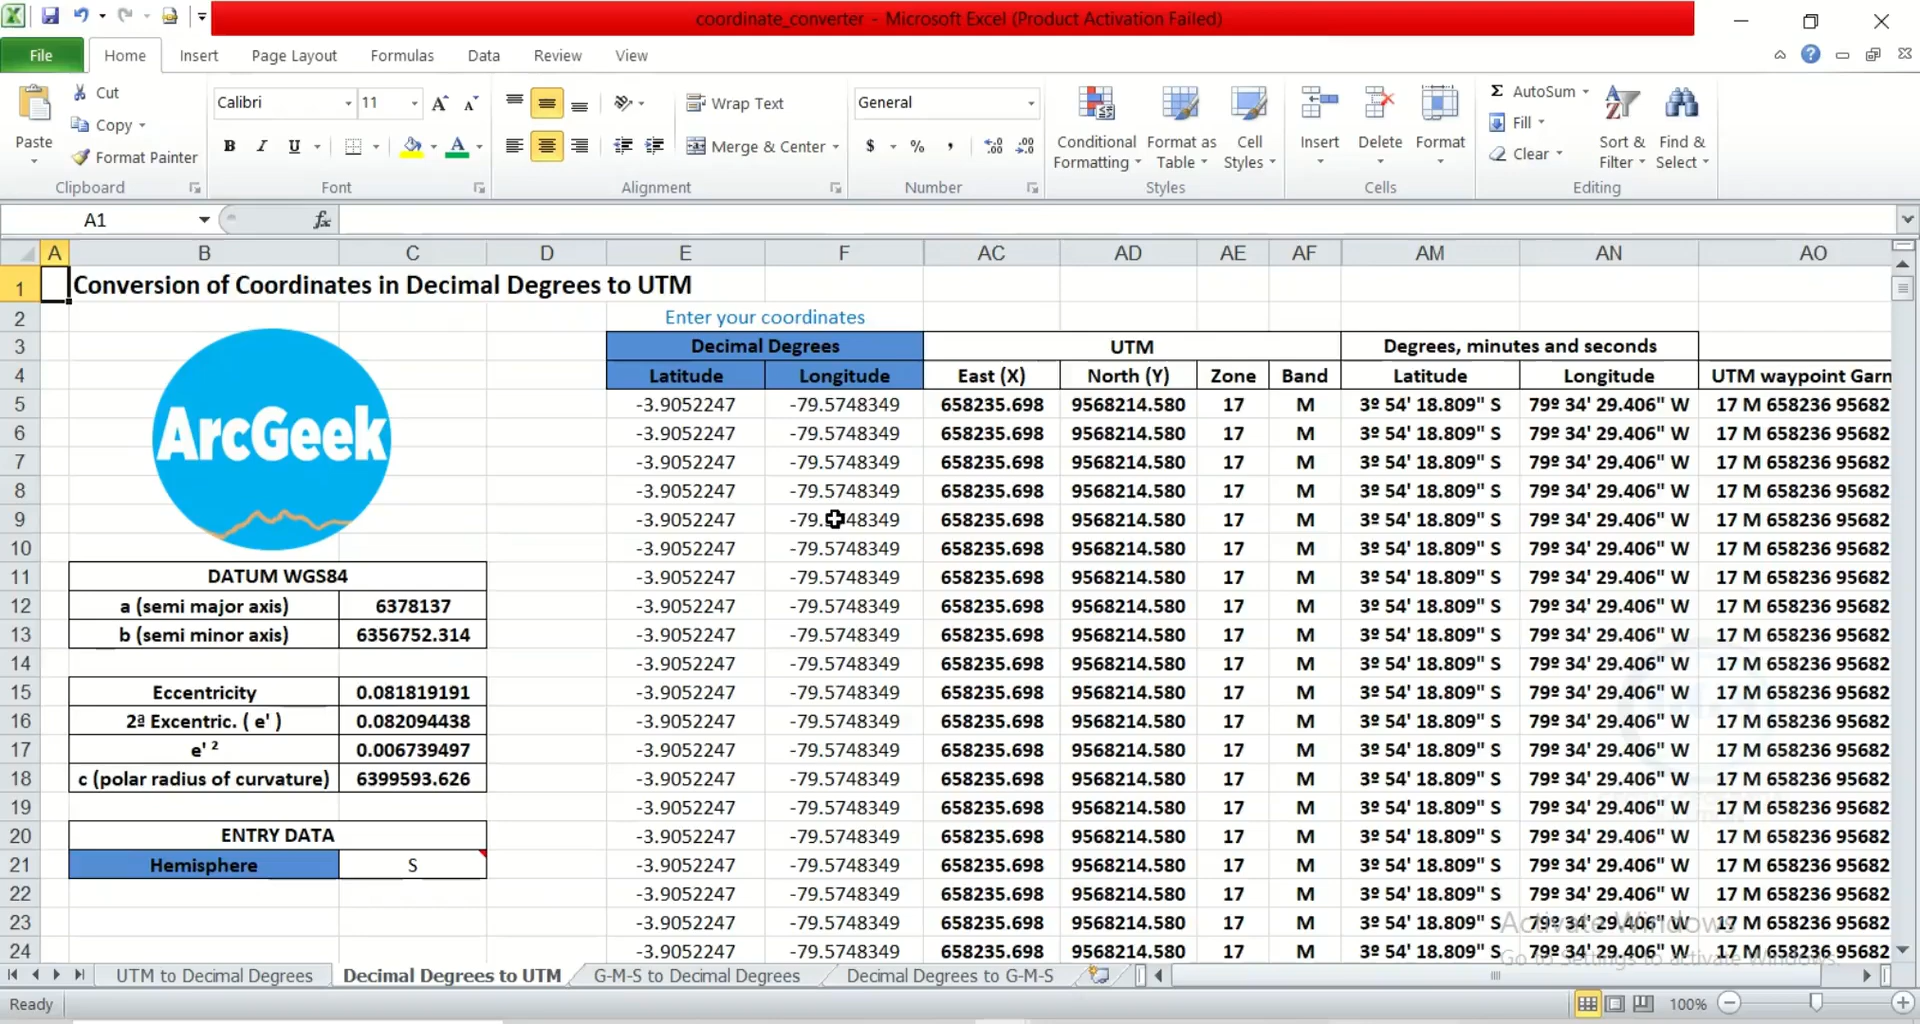 coordinate_converter - Microsoft Excel (Product Activation Failed)
File Home Insert Page Layout Formulas Data Review View
Paste
Cut
Copy
Format Painter
Clipboard
Calibri 11
B I U
Font
Wrap Text
Merge & Center
Alignment
General
$ % ,
Number
Conditional Formatting
Format as Table
Cell Styles
Styles
Insert Delete Format
Cells
Σ AutoSum
Fill
Clear
Sort & Filter
Find & Select
Editing
A1 fx
A B C D E F AC AD AE AF AM AN AO
1 Conversion of Coordinates in Decimal Degrees to UTM
2 Enter your coordinates
3 Decimal Degrees UTM Degrees, minutes and seconds
4 Latitude Longitude East (X) North (Y) Zone Band Latitude Longitude UTM waypoint Garn
ArcGeek
5 -3.9052247 -79.5748349 658235.698 9568214.580 17 M 3º 54' 18.809" S 79º 34' 29.406" W 17 M 658236 95682
6 -3.9052247 -79.5748349 658235.698 9568214.580 17 M 3º 54' 18.809" S 79º 34' 29.406" W 17 M 658236 95682
7 -3.9052247 -79.5748349 658235.698 9568214.580 17 M 3º 54' 18.809" S 79º 34' 29.406" W 17 M 658236 95682
8 -3.9052247 -79.5748349 658235.698 9568214.580 17 M 3º 54' 18.809" S 79º 34' 29.406" W 17 M 658236 95682
9 -3.9052247 -79.5748349 658235.698 9568214.580 17 M 3º 54' 18.809" S 79º 34' 29.406" W 17 M 658236 95682
10 -3.9052247 -79.5748349 658235.698 9568214.580 17 M 3º 54' 18.809" S 79º 34' 29.406" W 17 M 658236 95682
11 DATUM WGS84 -3.9052247 -79.5748349 658235.698 9568214.580 17 M 3º 54' 18.809" S 79º 34' 29.406" W 17 M 658236 95682
12 a (semi major axis) 6378137 -3.9052247 -79.5748349 658235.698 9568214.580 17 M 3º 54' 18.809" S 79º 34' 29.406" W 17 M 658236 95682
13 b (semi minor axis) 6356752.314 -3.9052247 -79.5748349 658235.698 9568214.580 17 M 3º 54' 18.809" S 79º 34' 29.406" W 17 M 658236 95682
14 -3.9052247 -79.5748349 658235.698 9568214.580 17 M 3º 54' 18.809" S 79º 34' 29.406" W 17 M 658236 95682
15 Eccentricity 0.081819191 -3.9052247 -79.5748349 658235.698 9568214.580 17 M 3º 54' 18.809" S 79º 34' 29.406" W 17 M 658236 95682
16 2ª Excentric. ( e' ) 0.082094438 -3.9052247 -79.5748349 658235.698 9568214.580 17 M 3º 54' 18.809" S 79º 34' 29.406" W 17 M 658236 95682
17 e' ² 0.006739497 -3.9052247 -79.5748349 658235.698 9568214.580 17 M 3º 54' 18.809" S 79º 34' 29.406" W 17 M 658236 95682
18 c (polar radius of curvature) 6399593.626 -3.9052247 -79.5748349 658235.698 9568214.580 17 M 3º 54' 18.809" S 79º 34' 29.406" W 17 M 658236 95682
19 -3.9052247 -79.5748349 658235.698 9568214.580 17 M 3º 54' 18.809" S 79º 34' 29.406" W 17 M 658236 95682
20 ENTRY DATA -3.9052247 -79.5748349 658235.698 9568214.580 17 M 3º 54' 18.809" S 79º 34' 29.406" W 17 M 658236 95682
21 Hemisphere S -3.9052247 -79.5748349 658235.698 9568214.580 17 M 3º 54' 18.809" S 79º 34' 29.406" W 17 M 658236 95682
22 -3.9052247 -79.5748349 658235.698 9568214.580 17 M 3º 54' 18.809" S 79º 34' 29.406" W 17 M 658236 95682
23 -3.9052247 -79.5748349 658235.698 9568214.580 17 M 3º 54' 18.809" S 79º 34' 29.406" W 17 M 658236 95682
24 -3.9052247 -79.5748349 658235.698 9568214.580 17 M 3º 54' 18.809" S 79º 34' 29.406" W 17 M 658236 95682
Activate Windows
Go to Settings to activate Windows.
UTM to Decimal Degrees Decimal Degrees to UTM G-M-S to Decimal Degrees Decimal Degrees to G-M-S
Ready 100%